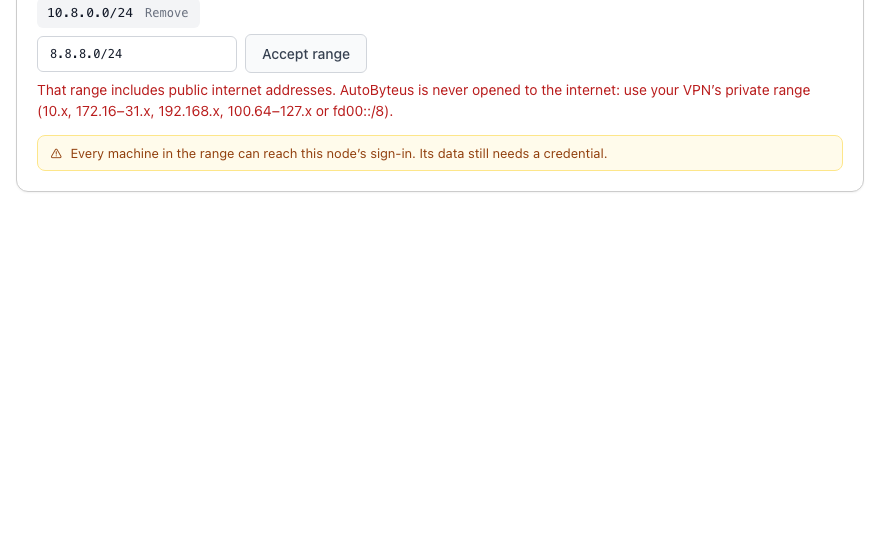 10.8.0.0/24 Remove
8.8.8.0/24 Accept range
That range includes public internet addresses. AutoByteus is never opened to the internet: use your VPN’s private range
(10.x, 172.16–31.x, 192.168.x, 100.64–127.x or fd00::/8).
⚠ Every machine in the range can reach this node’s sign-in. Its data still needs a credential.